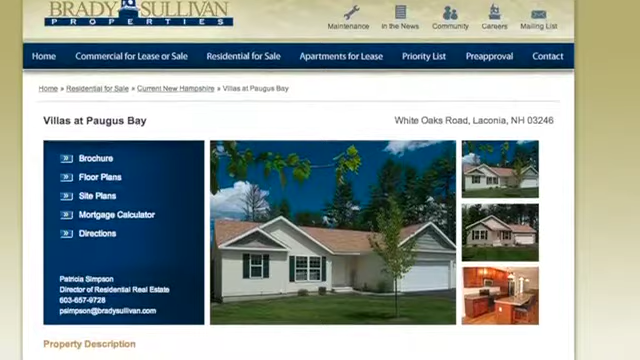 BRADY SULLIVAN
PROPERTIES
Maintenance In the News Community Careers Mailing List
Home Commercial for Lease or Sale Residential for Sale Apartments for Lease Priority List Preapproval Contact
Home » Residential for Sale » Current New Hampshire » Villas at Paugus Bay
Villas at Paugus Bay White Oaks Road, Laconia, NH 03246
Brochure
Floor Plans
Site Plans
Mortgage Calculator
Directions
Patricia Simpson
Director of Residential Real Estate
603-657-9728
psimpson@bradysullivan.com
Property Description